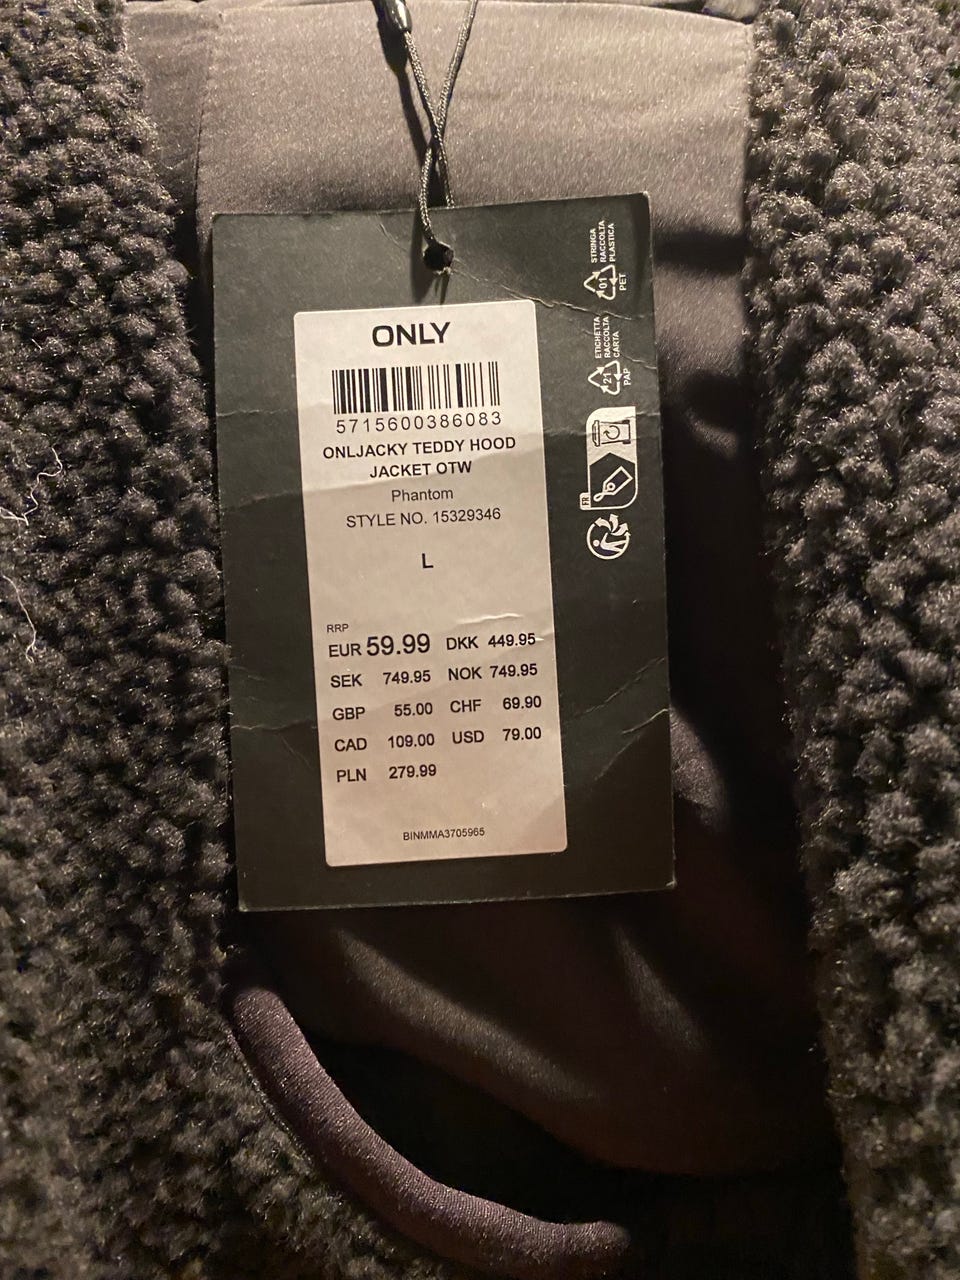 ONLY
5715600386083
ONLJACKY TEDDY HOOD
JACKET OTW
Phantom
STYLE NO. 15329346
L
RRP
EUR 59.99 DKK 449.95
SEK 749.95 NOK 749.95
GBP 55.00 CHF 69.90
CAD 109.00 USD 79.00
PLN 279.99
BINMMA3705965
STRINGA
RACCOLTA
PLASTICA
01
PET
ETICHETTA
RACCOLTA
CARTA
21
PAP
FR